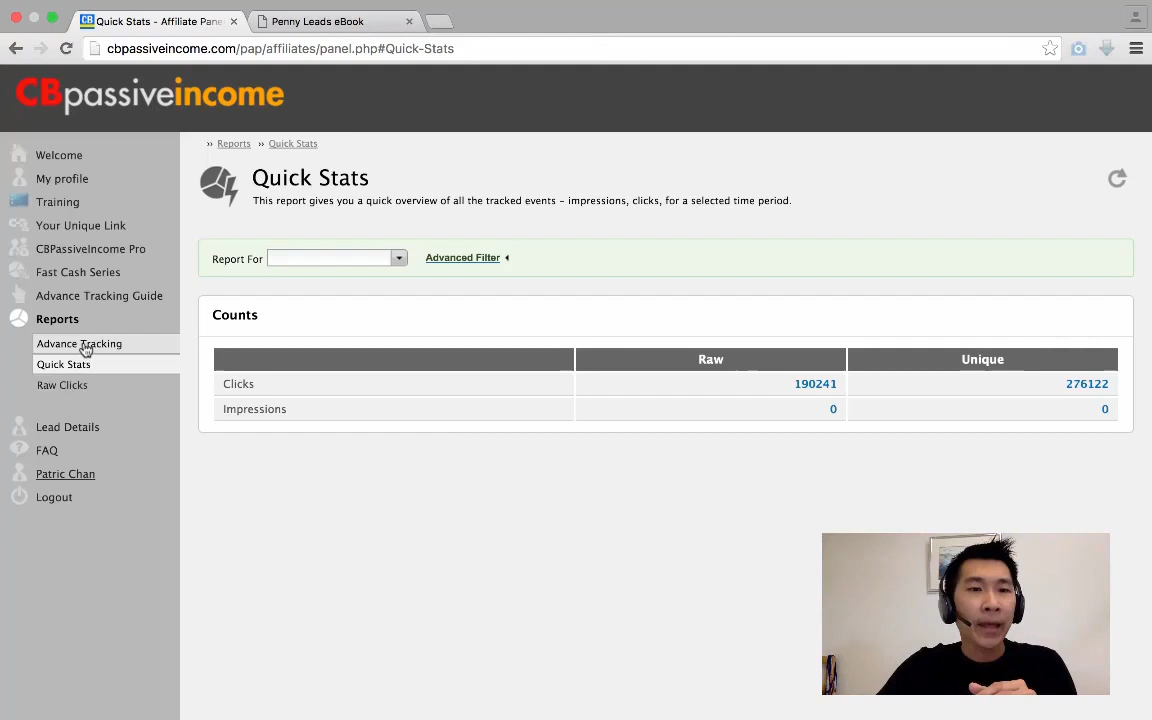 Quick Stats - Affiliate Pane
Penny Leads eBook
cbpassiveincome.com/pap/affiliates/panel.php#Quick-Stats
CBpassiveincome
Welcome
My profile
Training
Your Unique Link
CBPassiveIncome Pro
Fast Cash Series
Advance Tracking Guide
Reports
Advance Tracking
Quick Stats
Raw Clicks
Lead Details
FAQ
Patric Chan
Logout
»» Reports »» Quick Stats
Quick Stats
This report gives you a quick overview of all the tracked events – impressions, clicks, for a selected time period.
Report For
Advanced Filter
Counts
Raw Unique
Clicks 190241 276122
Impressions 0 0